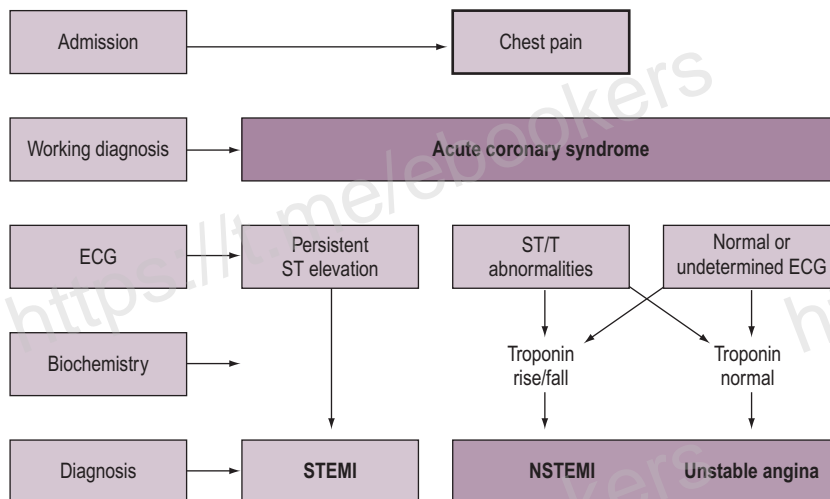 Admission
Chest pain
Working diagnosis
Acute coronary syndrome
ECG
Persistent
ST elevation
ST/T
abnormalities
Normal or
undetermined ECG
Biochemistry
Troponin
rise/fall
Troponin
normal
Diagnosis
STEMI
NSTEMI
Unstable angina
https://t.me/ebookers